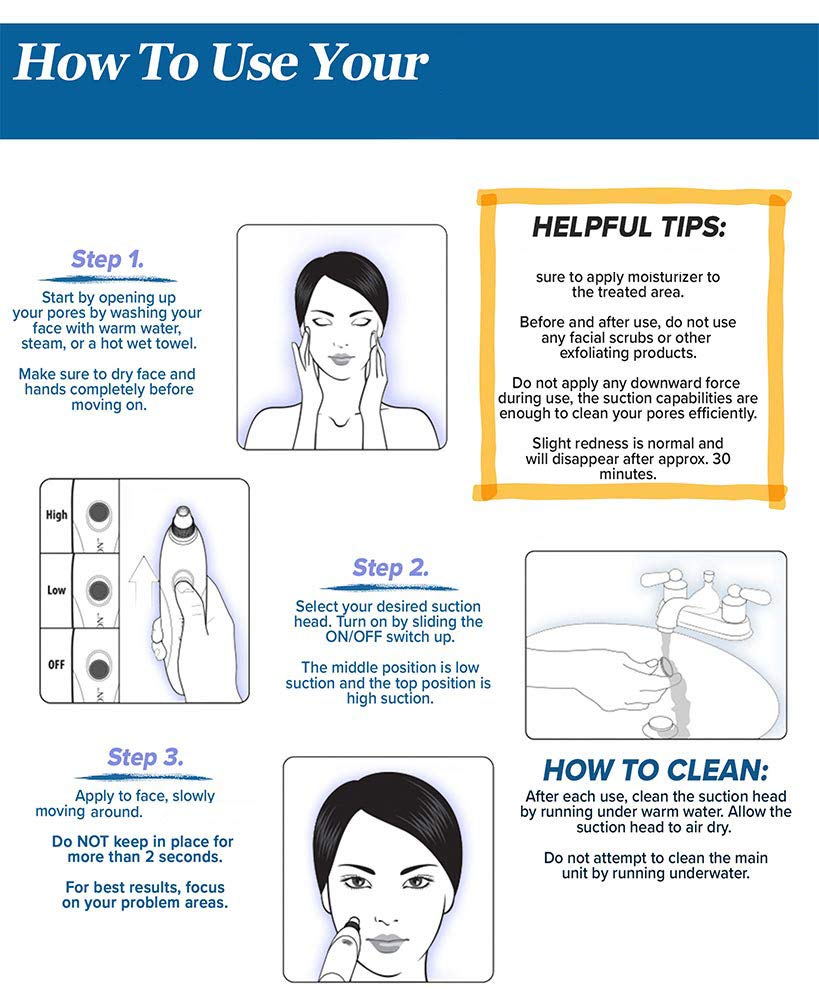 How To Use Your
Step 1.
Start by opening up
your pores by washing your
face with warm water,
steam, or a hot wet towel.
Make sure to dry face and
hands completely before
moving on.
HELPFUL TIPS:
sure to apply moisturizer to
the treated area.
Before and after use, do not use
any facial scrubs or other
exfoliating products.
Do not apply any downward force
during use, the suction capabilities are
enough to clean your pores efficiently.
Slight redness is normal and
will disappear after approx. 30
minutes.
High
Low
OFF
Step 2.
Select your desired suction
head. Turn on by sliding the
ON/OFF switch up.
The middle position is low
suction and the top position is
high suction.
Step 3.
Apply to face, slowly
moving around.
Do NOT keep in place for
more than 2 seconds.
For best results, focus
on your problem areas.
HOW TO CLEAN:
After each use, clean the suction head
by running under warm water. Allow the
suction head to air dry.
Do not attempt to clean the main
unit by running underwater.